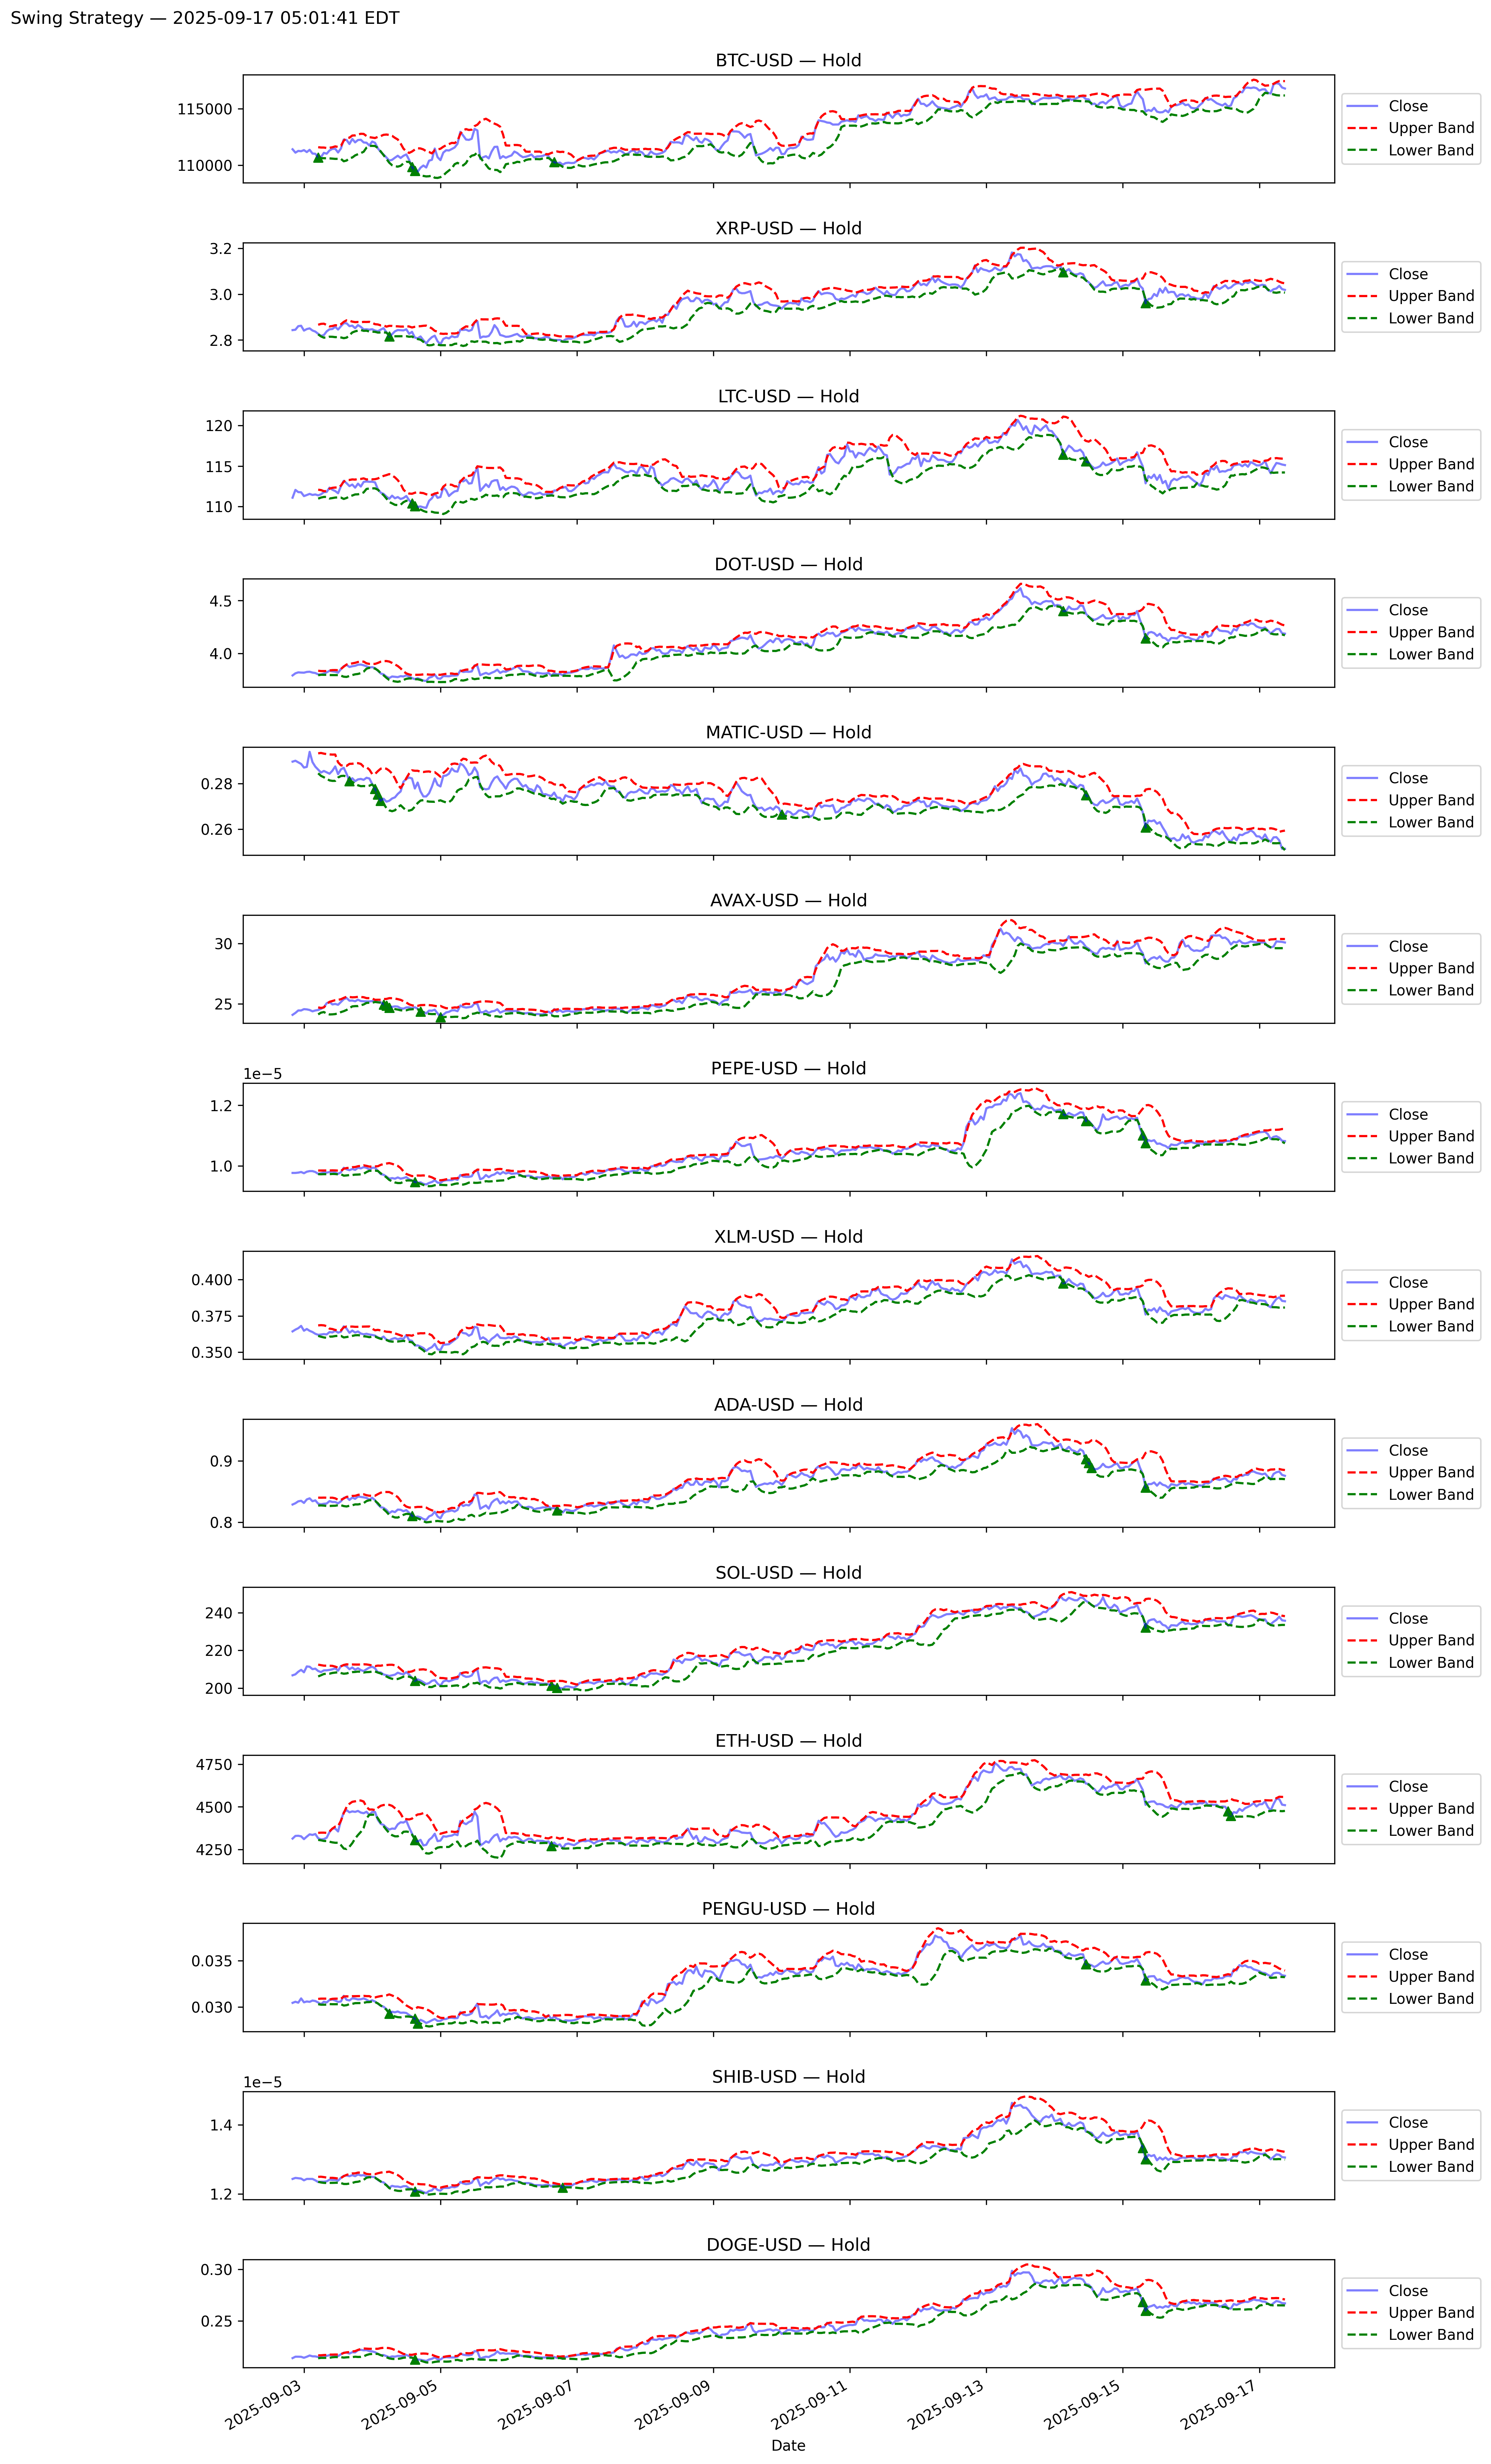 Swing Strategy — 2025-09-17 05:01:41 EDT
BTC-USD — Hold
115000
110000
Close
Upper Band
Lower Band
XRP-USD — Hold
3.2
3.0
2.8
Close
Upper Band
Lower Band
LTC-USD — Hold
120
115
110
Close
Upper Band
Lower Band
DOT-USD — Hold
4.5
4.0
Close
Upper Band
Lower Band
MATIC-USD — Hold
0.28
0.26
Close
Upper Band
Lower Band
AVAX-USD — Hold
30
25
Close
Upper Band
Lower Band
PEPE-USD — Hold
1e−5
1.2
1.0
Close
Upper Band
Lower Band
XLM-USD — Hold
0.400
0.375
0.350
Close
Upper Band
Lower Band
ADA-USD — Hold
0.9
0.8
Close
Upper Band
Lower Band
SOL-USD — Hold
240
220
200
Close
Upper Band
Lower Band
ETH-USD — Hold
4750
4500
4250
Close
Upper Band
Lower Band
PENGU-USD — Hold
0.035
0.030
Close
Upper Band
Lower Band
SHIB-USD — Hold
1e−5
1.4
1.2
Close
Upper Band
Lower Band
DOGE-USD — Hold
0.30
0.25
Close
Upper Band
Lower Band
2025-09-03
2025-09-05
2025-09-07
2025-09-09
2025-09-11
2025-09-13
2025-09-15
2025-09-17
Date